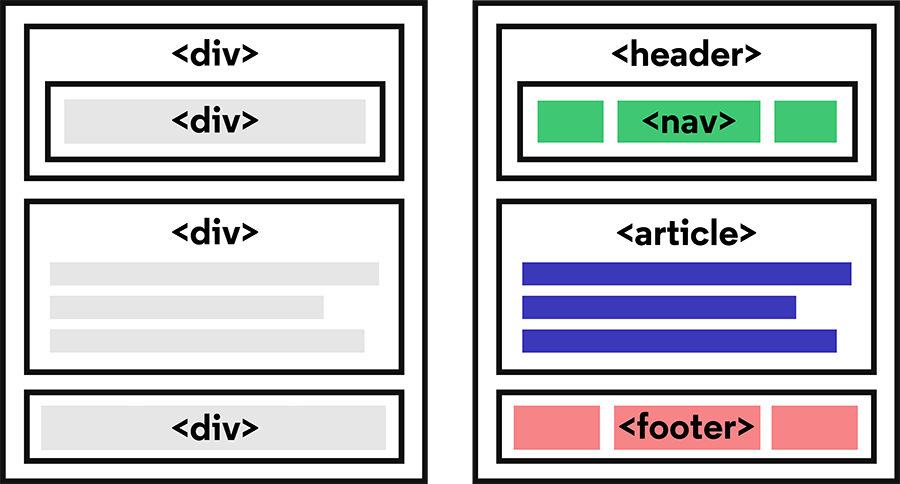 <div>
<div>
<div>
<div>
<header>
<nav>
<article>
<footer>